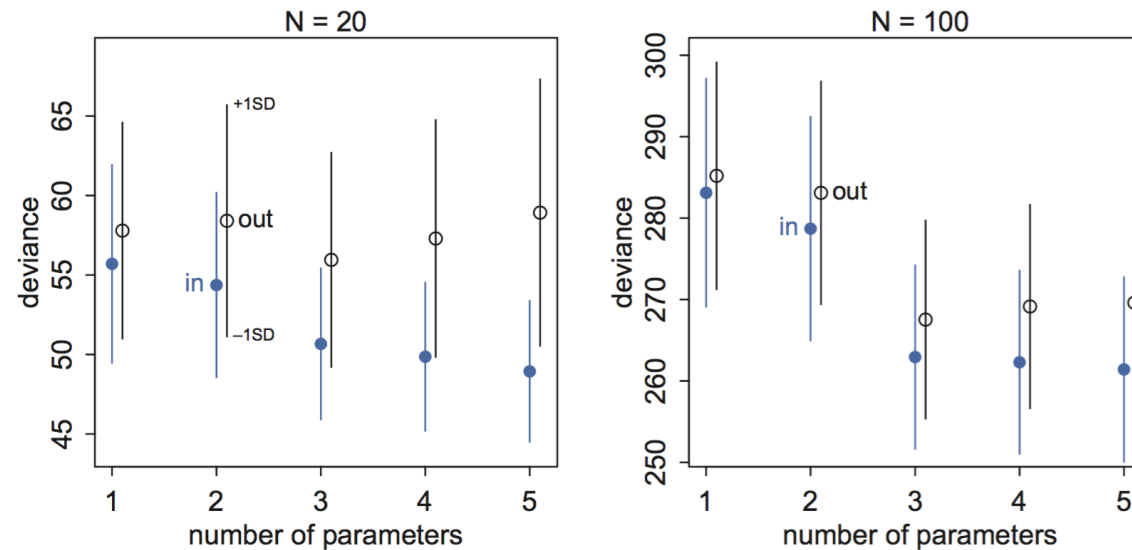 N = 20
deviance
65
60
55
50
45
+1SD
out
in
–1SD
1 2 3 4 5
number of parameters
N = 100
deviance
300
290
280
270
260
250
out
in
1 2 3 4 5
number of parameters